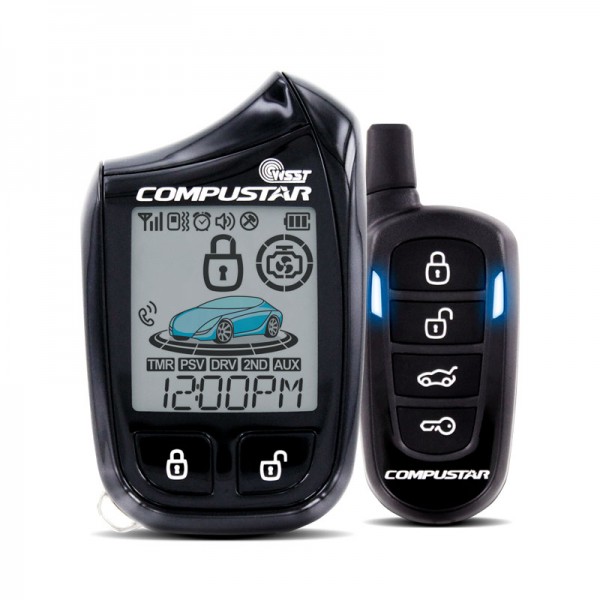 WSST
COMPUSTAR
TMR PSV DRV 2ND AUX
12:00PM
COMPUSTAR